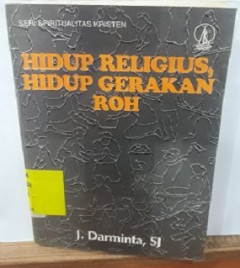 SERI SPIRITUALITAS KRISTEN
HIDUP RELIGIUS,
HIDUP GERAKAN
ROH
J. Darminta, SJ